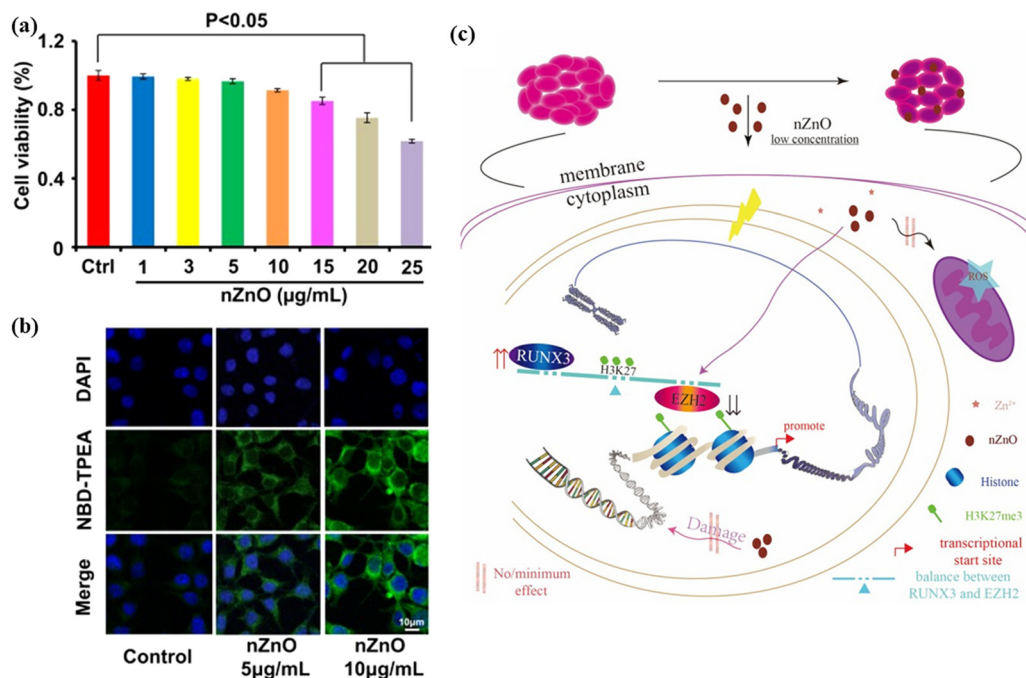 (a)
P<0.05
Cell viability (%)
1.2
0.8
0.4
0
Ctrl 1 3 5 10 15 20 25
nZnO (μg/mL)
(b)
DAPI
NBD-TPEA
Merge
10μm
Control
nZnO
5μg/mL
nZnO
10μg/mL
(c)
nZnO
low concentration
membrane
cytoplasm
ROS
RUNX3
H3K27
EZH2
promote
Damage
No/minimum
effect
Zn²⁺
nZnO
Histone
H3K27me3
transcriptional
start site
balance between
RUNX3 and EZH2